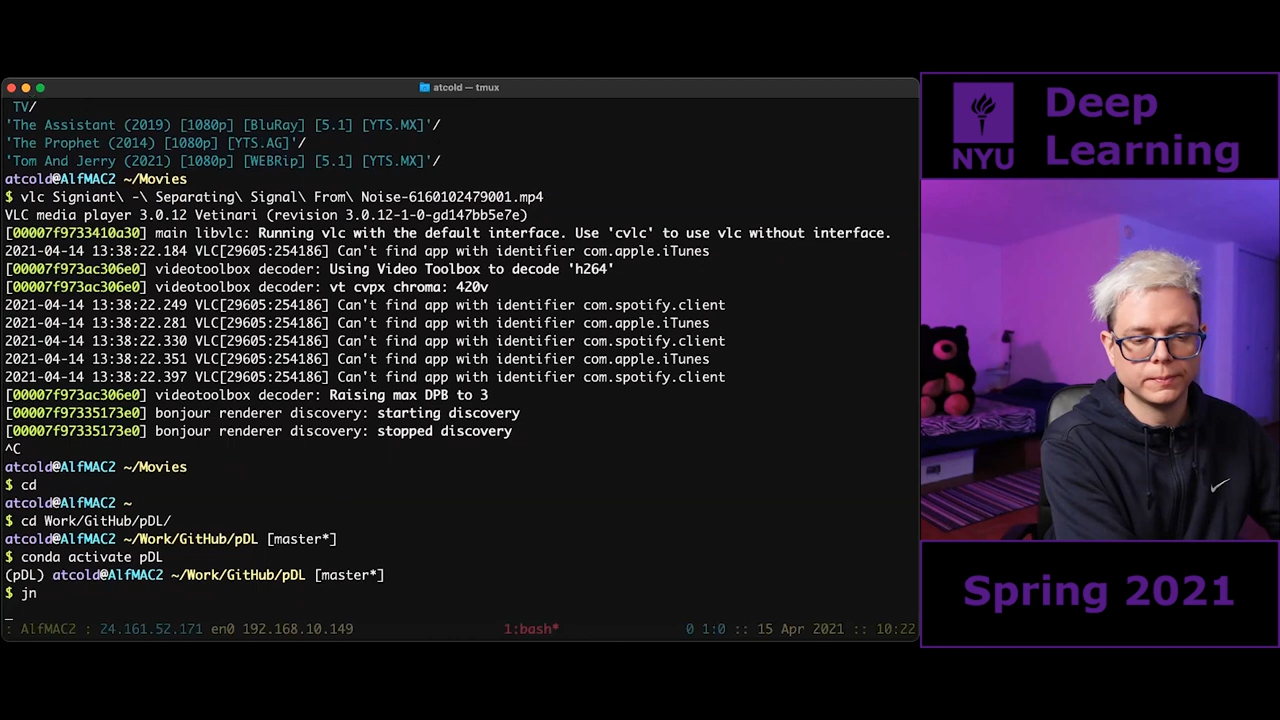 atcold — tmux
TV/
'The Assistant (2019) [1080p] [BluRay] [5.1] [YTS.MX]'/
'The Prophet (2014) [1080p] [YTS.AG]'/
'Tom And Jerry (2021) [1080p] [WEBRip] [5.1] [YTS.MX]'/
atcold@AlfMAC2 ~/Movies
$ vlc Signiant\ -\ Separating\ Signal\ From\ Noise-6160102479001.mp4
VLC media player 3.0.12 Vetinari (revision 3.0.12-1-0-gd147bb5e7e)
[00007f9733410a30] main libvlc: Running vlc with the default interface. Use 'cvlc' to use vlc without interface.
2021-04-14 13:38:22.184 VLC[29605:254186] Can't find app with identifier com.apple.iTunes
[00007f973ac306e0] videotoolbox decoder: Using Video Toolbox to decode 'h264'
[00007f973ac306e0] videotoolbox decoder: vt cvpx chroma: 420v
2021-04-14 13:38:22.249 VLC[29605:254186] Can't find app with identifier com.spotify.client
2021-04-14 13:38:22.281 VLC[29605:254186] Can't find app with identifier com.apple.iTunes
2021-04-14 13:38:22.330 VLC[29605:254186] Can't find app with identifier com.spotify.client
2021-04-14 13:38:22.351 VLC[29605:254186] Can't find app with identifier com.apple.iTunes
2021-04-14 13:38:22.397 VLC[29605:254186] Can't find app with identifier com.spotify.client
[00007f973ac306e0] videotoolbox decoder: Raising max DPB to 3
[00007f97335173e0] bonjour renderer discovery: starting discovery
[00007f97335173e0] bonjour renderer discovery: stopped discovery
^C
atcold@AlfMAC2 ~/Movies
$ cd
atcold@AlfMAC2 ~
$ cd Work/GitHub/pDL/
atcold@AlfMAC2 ~/Work/GitHub/pDL [master*]
$ conda activate pDL
(pDL) atcold@AlfMAC2 ~/Work/GitHub/pDL [master*]
$ jn
_
: AlfMAC2 : 24.161.52.171 en0 192.168.10.149 1:bash* 0 1:0 :: 15 Apr 2021 :: 10:22
NYU
Deep
Learning
Spring 2021